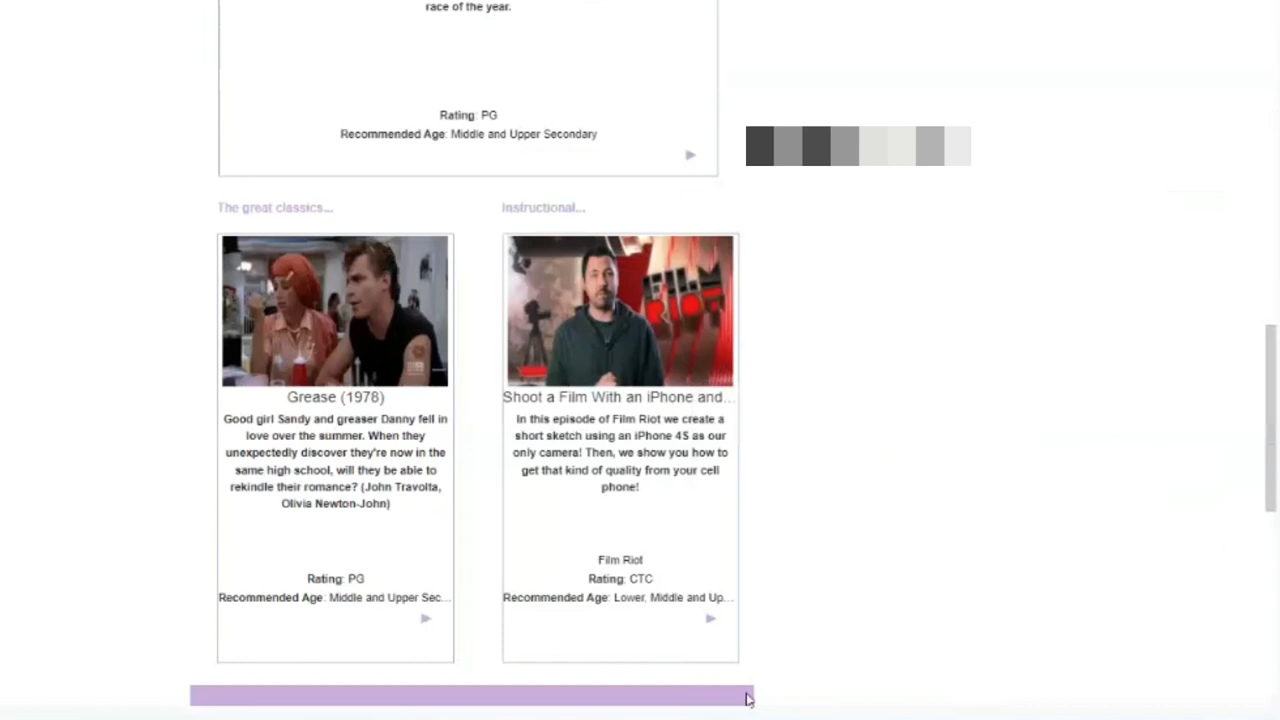 race of the year.
Rating: PG
Recommended Age: Middle and Upper Secondary
The great classics...
Instructional...
Grease (1978)
Good girl Sandy and greaser Danny fell in
love over the summer. When they
unexpectedly discover they're now in the
same high school, will they be able to
rekindle their romance? (John Travolta,
Olivia Newton-John)
Rating: PG
Recommended Age: Middle and Upper Sec...
FILM
RIOT
Shoot a Film With an iPhone and...
In this episode of Film Riot we create a
short sketch using an iPhone 4S as our
only camera! Then, we show you how to
get that kind of quality from your cell
phone!
Film Riot
Rating: CTC
Recommended Age: Lower, Middle and Up...